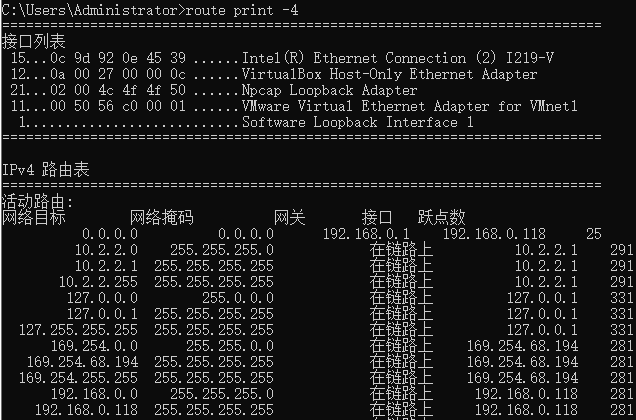 C:\Users\Administrator>route print -4
===========================================================================
接口列表
 15...0c 9d 92 0e 45 39 ......Intel(R) Ethernet Connection (2) I219-V
 12...0a 00 27 00 00 0c ......VirtualBox Host-Only Ethernet Adapter
 21...02 00 4c 4f 4f 50 ......Npcap Loopback Adapter
 11...00 50 56 c0 00 01 ......VMware Virtual Ethernet Adapter for VMnet1
  1...........................Software Loopback Interface 1
===========================================================================
IPv4 路由表
===========================================================================
活动路由:
网络目标        网络掩码          网关       接口   跃点数
          0.0.0.0          0.0.0.0      192.168.0.1    192.168.0.118     25
         10.2.2.0    255.255.255.0            在链路上          10.2.2.1    291
         10.2.2.1  255.255.255.255            在链路上          10.2.2.1    291
       10.2.2.255  255.255.255.255            在链路上          10.2.2.1    291
        127.0.0.0        255.0.0.0            在链路上         127.0.0.1    331
        127.0.0.1  255.255.255.255            在链路上         127.0.0.1    331
  127.255.255.255  255.255.255.255            在链路上         127.0.0.1    331
      169.254.0.0      255.255.0.0            在链路上    169.254.68.194    281
   169.254.68.194  255.255.255.255            在链路上    169.254.68.194    281
  169.254.255.255  255.255.255.255            在链路上    169.254.68.194    281
      192.168.0.0    255.255.255.0            在链路上     192.168.0.118    281
    192.168.0.118  255.255.255.255            在链路上     192.168.0.118    281